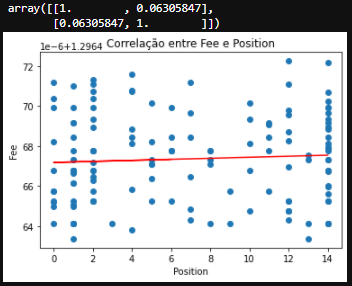 array([[1.        , 0.06305847],
       [0.06305847, 1.        ]])
1e-6+1.2964
Correlação entre Fee e Position
72
70
68
66
64
Fee
0 2 4 6 8 10 12 14
Position